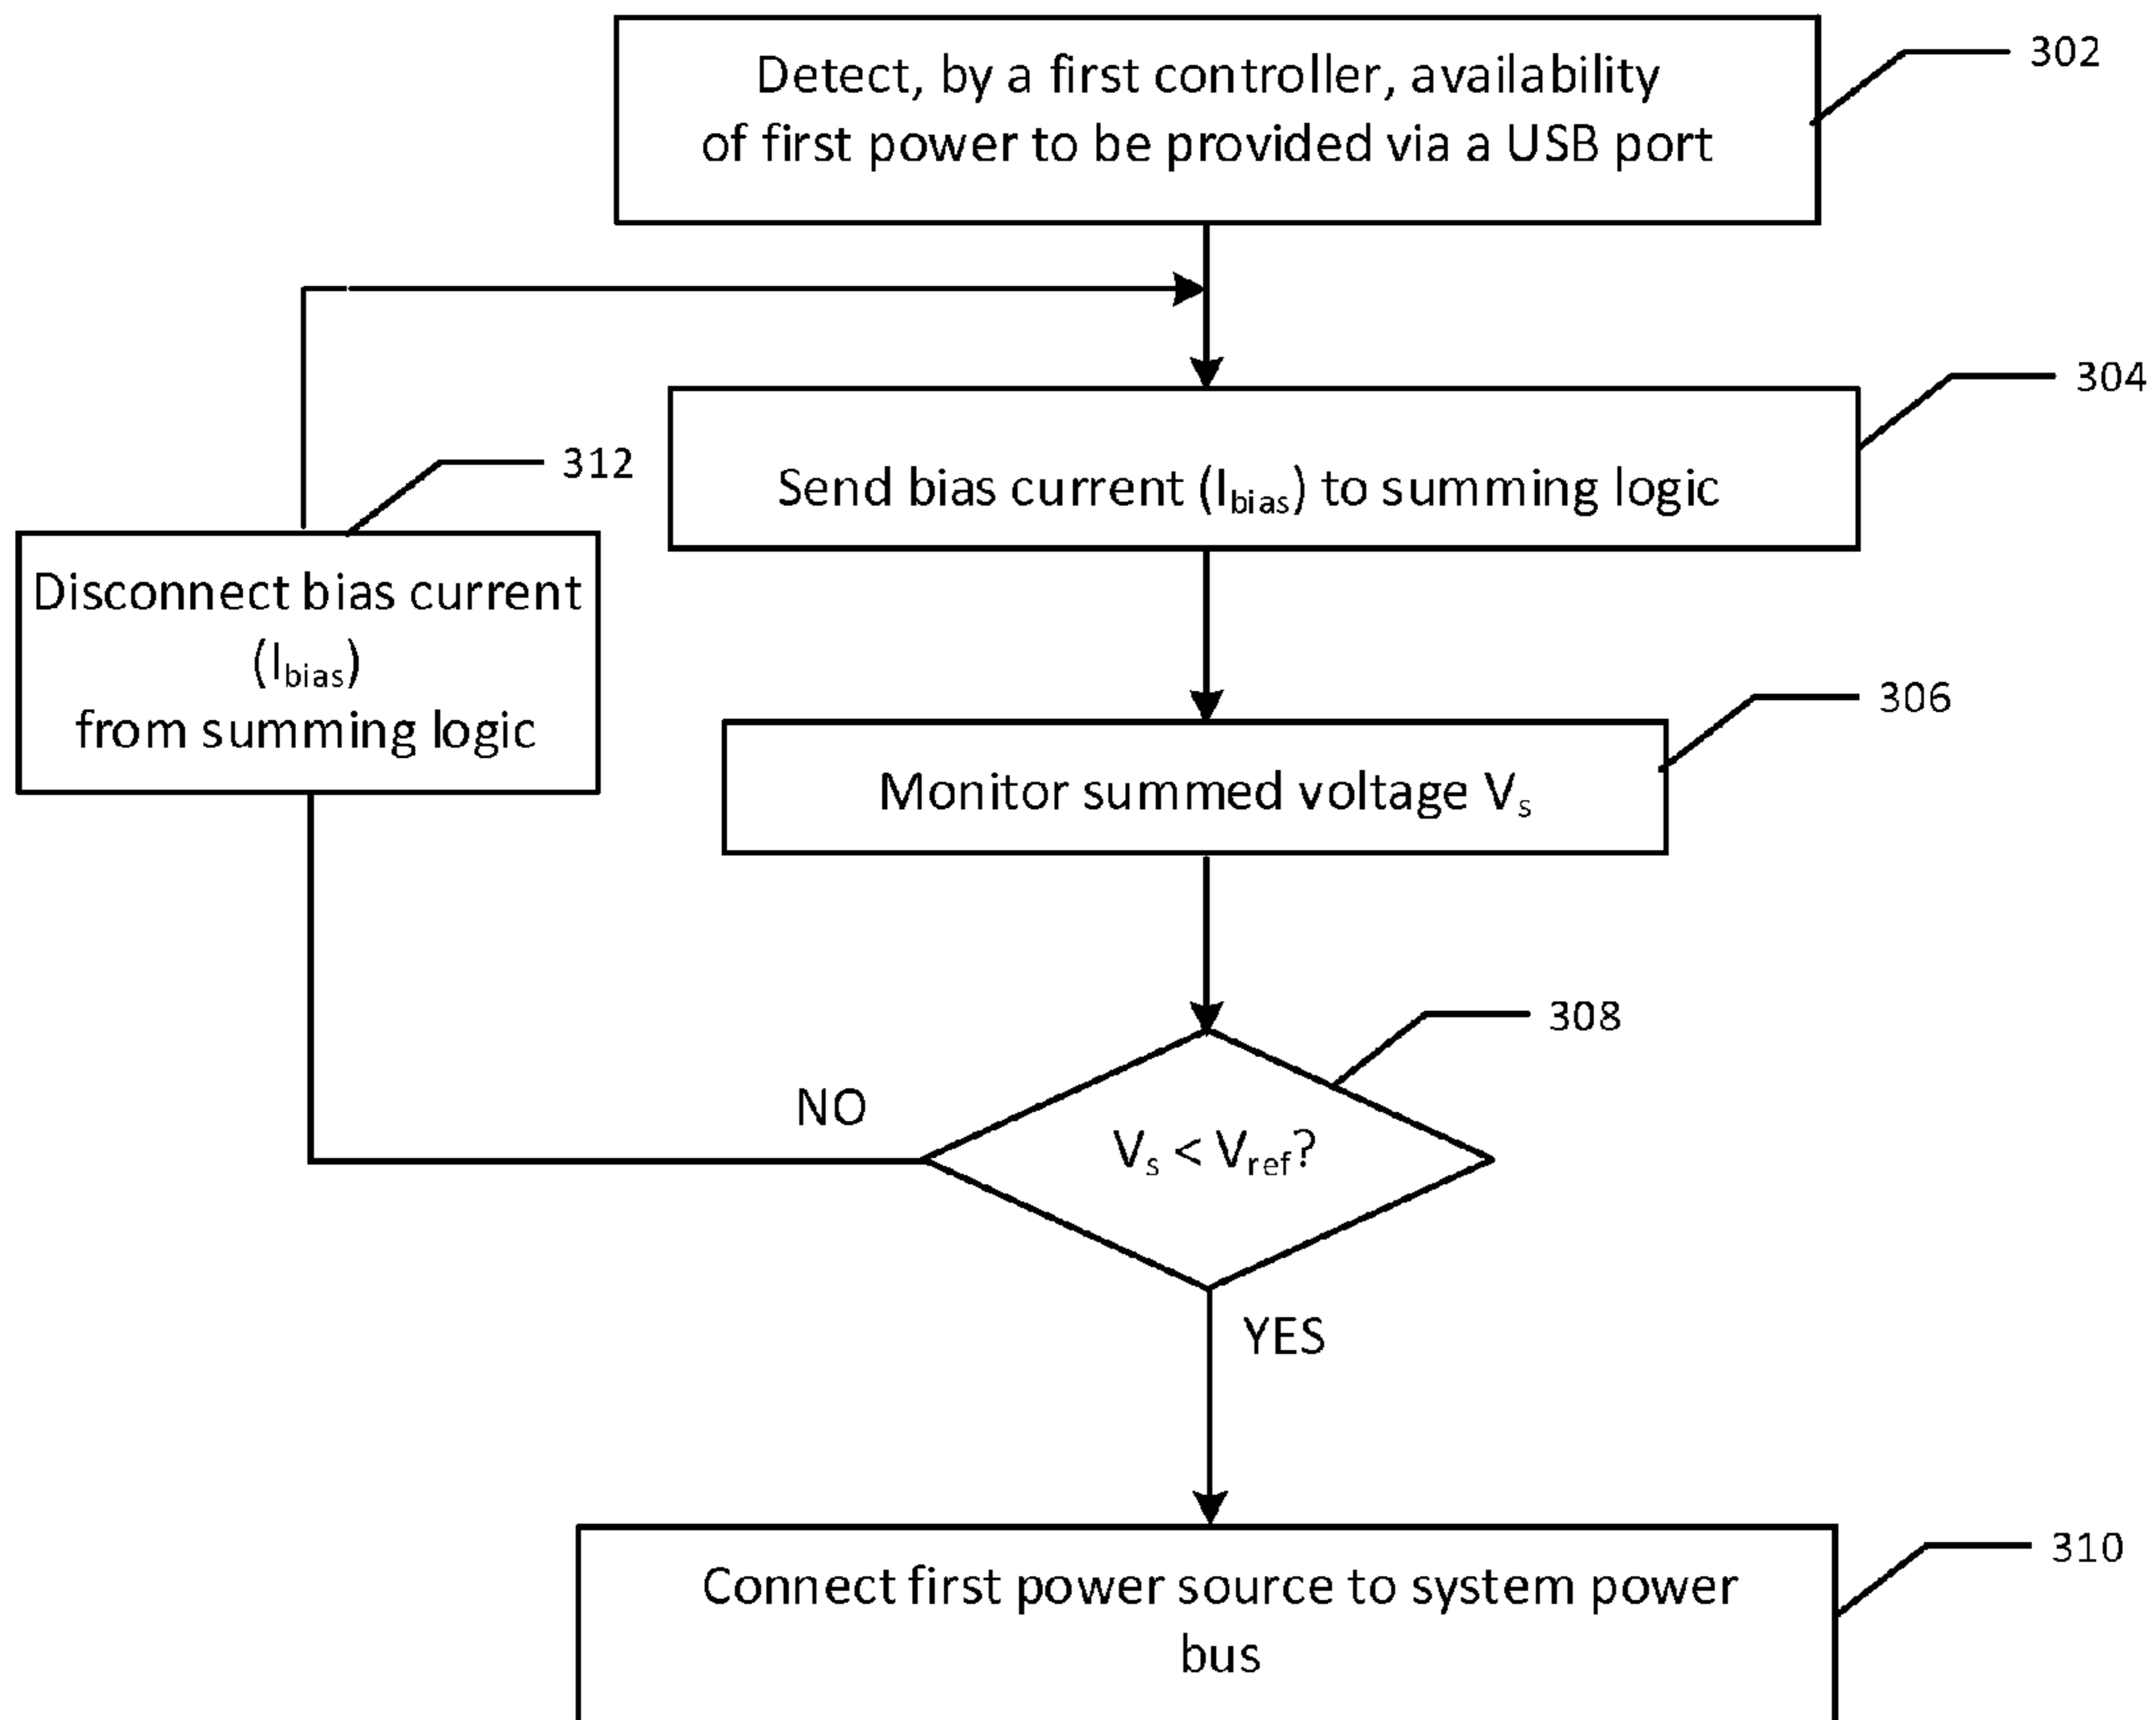 Detect, by a first controller, availability
of first power to be provided via a USB port
302
Send bias current (Ibias) to summing logic
304
Disconnect bias current
(Ibias)
from summing logic
312
Monitor summed voltage Vs
306
Vs < Vref?
308
NO
YES
Connect first power source to system power
bus
310